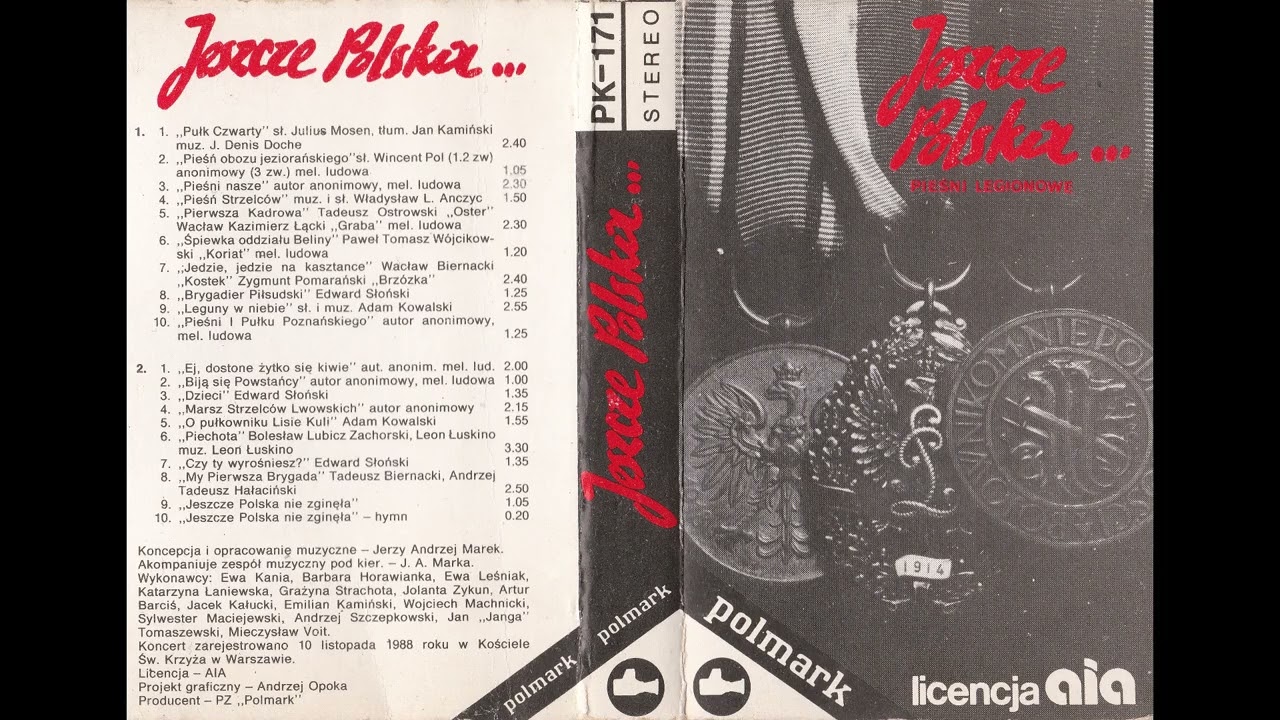 Jeszcze Polska...
1. 1. ,,Pułk Czwarty'' sł. Julius Mosen, tłum. Jan Kamiński
muz. J. Denis Doche 2.40
2. ,,Pieśń obozu jeziorańskiego''sł. Wincent Pol (1.2 zw)
anonimowy (3 zw.) mel. ludowa 1.05
3. ,,Pieśni nasze'' autor anonimowy, mel. ludowa 2.30
4. ,,Pieśń Strzelców'' muz. i sł. Władysław L. Anczyc 1.50
5. ,,Pierwsza Kadrowa'' Tadeusz Ostrowski ,,Oster''
Wacław Kazimierz Łącki ,,Graba'' mel. ludowa 2.30
6. ,,Śpiewka oddziału Beliny'' Paweł Tomasz Wójcikow-
ski ,,Koriat'' mel. ludowa 1.20
7. ,,Jedzie, jedzie na kasztance'' Wacław Biernacki
,,Kostek'' Zygmunt Pomarański ,,Brzózka'' 2.40
8. ,,Brygadier Piłsudski'' Edward Słoński 1.25
9. ,,Leguny w niebie'' sł. i muz. Adam Kowalski 2.55
10. ,,Pieśni I Pułku Poznańskiego'' autor anonimowy,
mel. ludowa 1.25
2. 1. ,,Ej, dostone żytko się kiwie'' aut. anonim. mel. lud. 2.00
2. ,,Biją się Powstańcy'' autor anonimowy, mel. ludowa 1.00
3. ,,Dzieci'' Edward Słoński 1.35
4. ,,Marsz Strzelców Lwowskich'' autor anonimowy 2.15
5. ,,O pułkowniku Lisie Kuli'' Adam Kowalski 1.55
6. ,,Piechota'' Bolesław Lubicz Zachorski, Leon Łuskino
muz. Leon Łuskino 3.30
7. ,,Czy ty wyrośniesz?'' Edward Słoński 1.35
8. ,,My Pierwsza Brygada'' Tadeusz Biernacki, Andrzej
Tadeusz Hałaciński 2.50
9. ,,Jeszcze Polska nie zginęła'' 1.05
10. ,,Jeszcze Polska nie zginęła'' – hymn 0.20
Koncepcja i opracowanie muzyczne – Jerzy Andrzej Marek.
Akompaniuje zespół muzyczny pod kier. – J. A. Marka.
Wykonawcy: Ewa Kania, Barbara Horawianka, Ewa Leśniak,
Katarzyna Łaniewska, Grażyna Strachota, Jolanta Zykun, Artur
Barciś, Jacek Kałucki, Emilian Kamiński, Wojciech Machnicki,
Sylwester Maciejewski, Andrzej Szczepkowski, Jan ,,Janga''
Tomaszewski, Mieczysław Voit.
Koncert zarejestrowano 10 listopada 1988 roku w Kościele
Św. Krzyża w Warszawie.
Licencja – AIA
Projekt graficzny – Andrzej Opoka
Producent – PZ ,,Polmark''
polmark
PK–171
STEREO
Jeszcze Polska...
polmark
Jeszcze
Polska...
PIEŚNI LEGIONOWE
1914
polmark
licencja aia